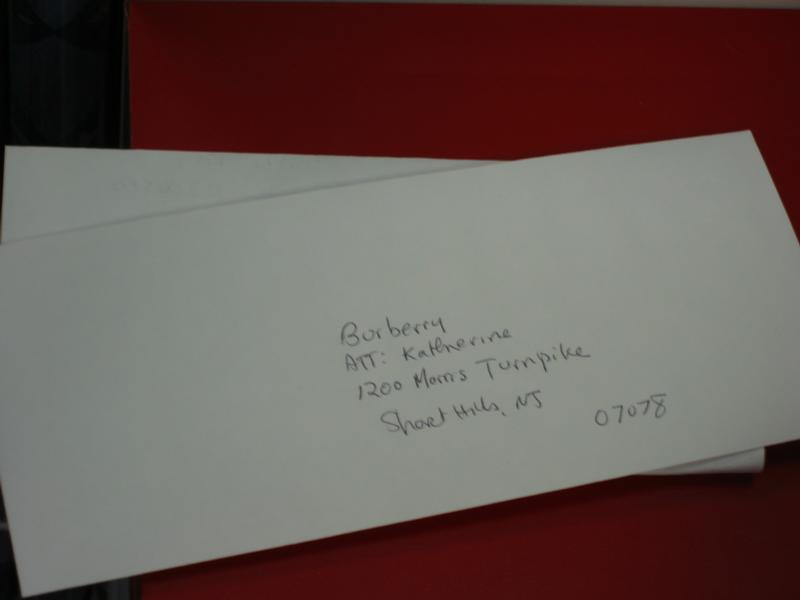 Burberry
ATT: Katherine
1200 Morris Turnpike
Short Hills, NJ 07078